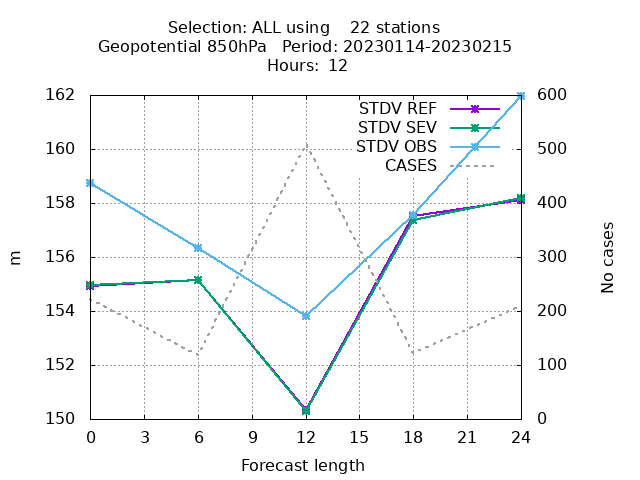 Selection: ALL using    22 stations
Geopotential 850hPa   Period: 20230114-20230215
Hours:  12
162
160
158
156
154
152
150
m
STDV REF
STDV SEV
STDV OBS
CASES
600
500
400
300
200
100
0
No cases
0 3 6 9 12 15 18 21 24
Forecast length